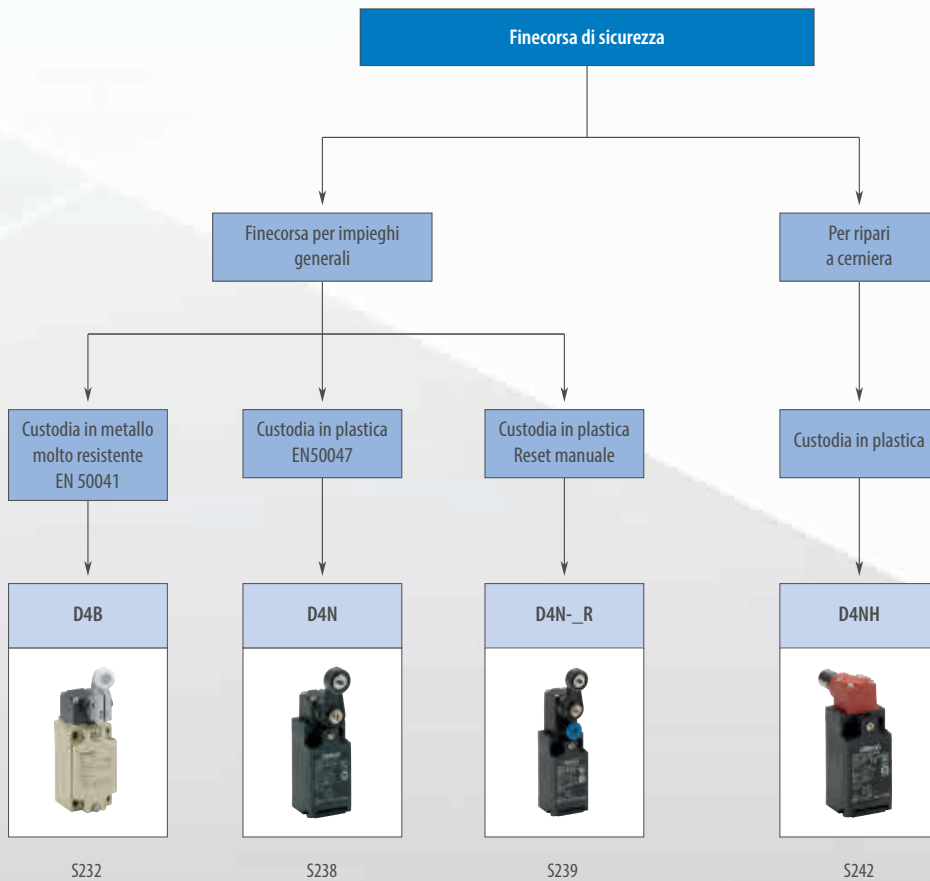 Finecorsa di sicurezza
Finecorsa per impieghi
generali
Per ripari
a cerniera
Custodia in metallo
molto resistente
EN 50041
Custodia in plastica
EN50047
Custodia in plastica
Reset manuale
Custodia in plastica
D4B
D4N
D4N-_R
D4NH
S232
S238
S239
S242